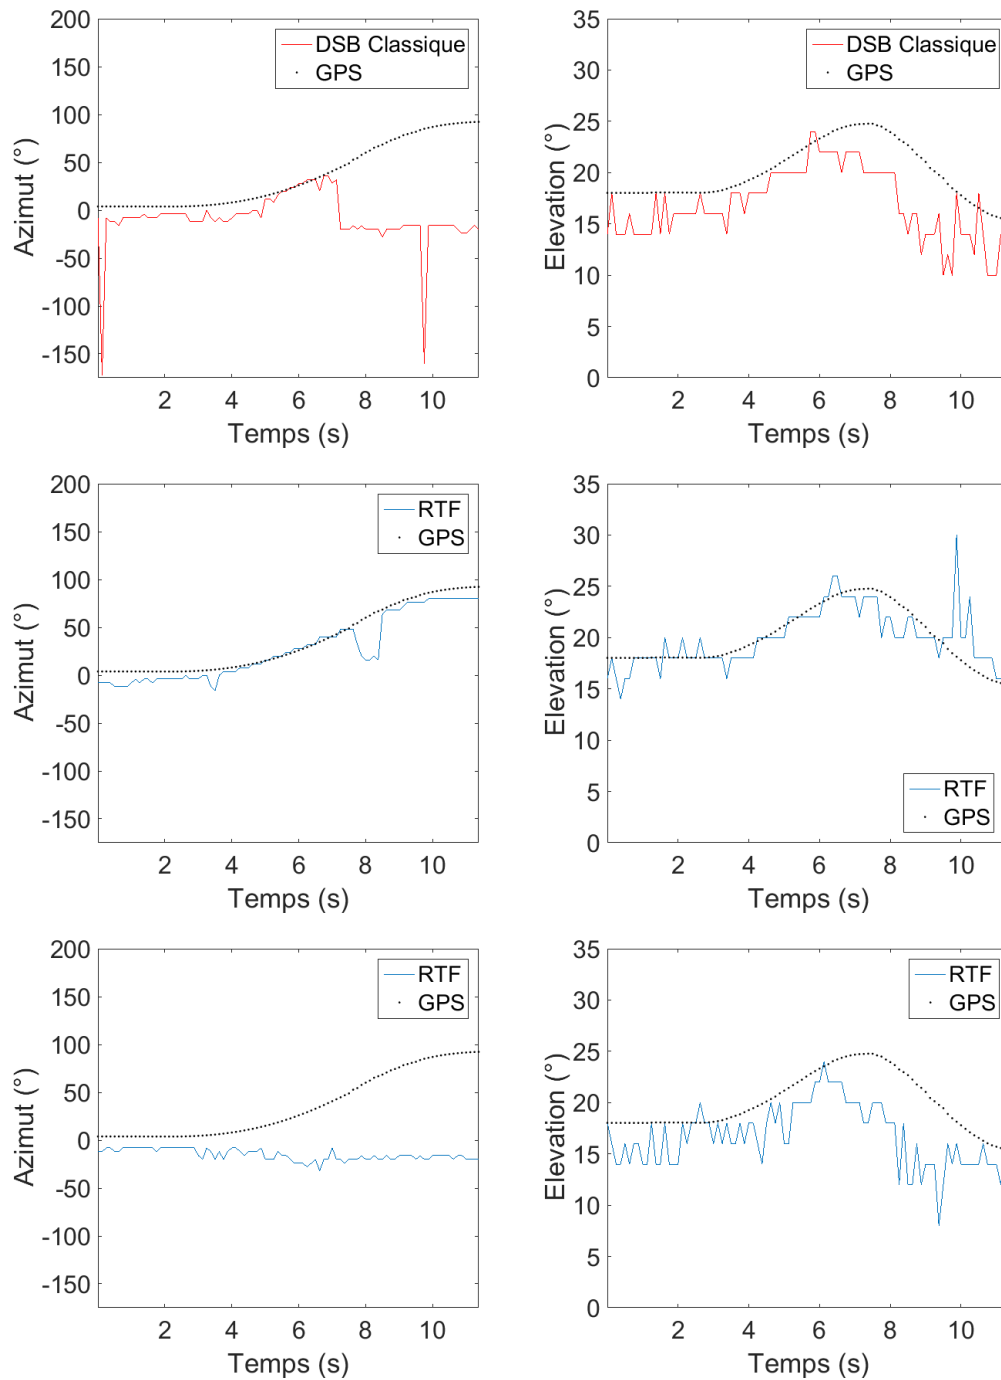 200
150
100
50
0
-50
-100
-150
Azimut (°)
DSB Classique
GPS
2 4 6 8 10
Temps (s)
35
30
25
20
15
10
5
0
Elevation (°)
DSB Classique
GPS
2 4 6 8 10
Temps (s)
200
150
100
50
0
-50
-100
-150
Azimut (°)
RTF
GPS
2 4 6 8 10
Temps (s)
35
30
25
20
15
10
5
0
Elevation (°)
RTF
GPS
2 4 6 8 10
Temps (s)
200
150
100
50
0
-50
-100
-150
Azimut (°)
RTF
GPS
2 4 6 8 10
Temps (s)
35
30
25
20
15
10
5
0
Elevation (°)
RTF
GPS
2 4 6 8 10
Temps (s)